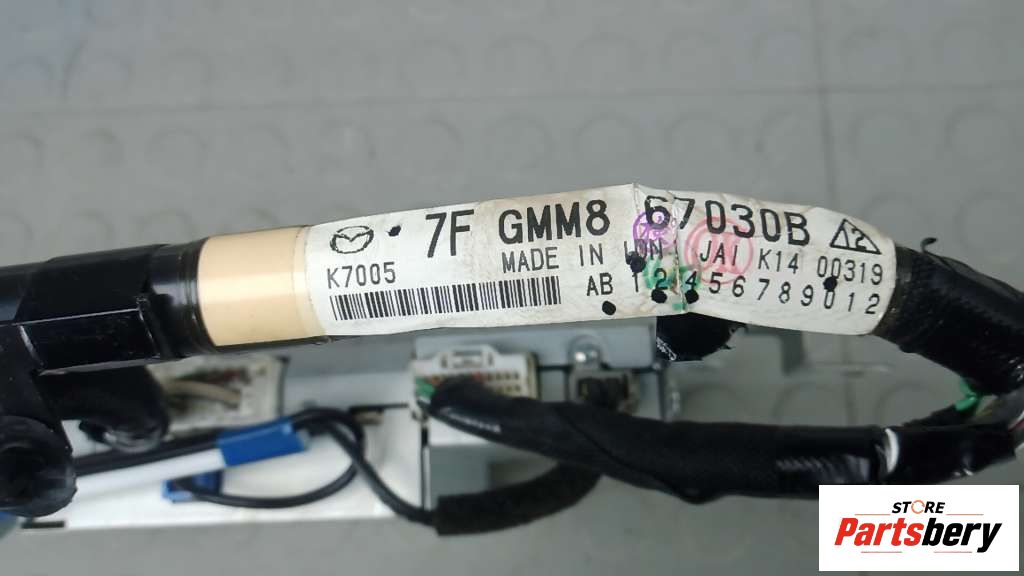 7F GMM8 67030B 12
K7005 MADE IN JAI K14 00319
AB 1 2 4 5 6 7 8 9 0 1 2
STORE
Partsbery